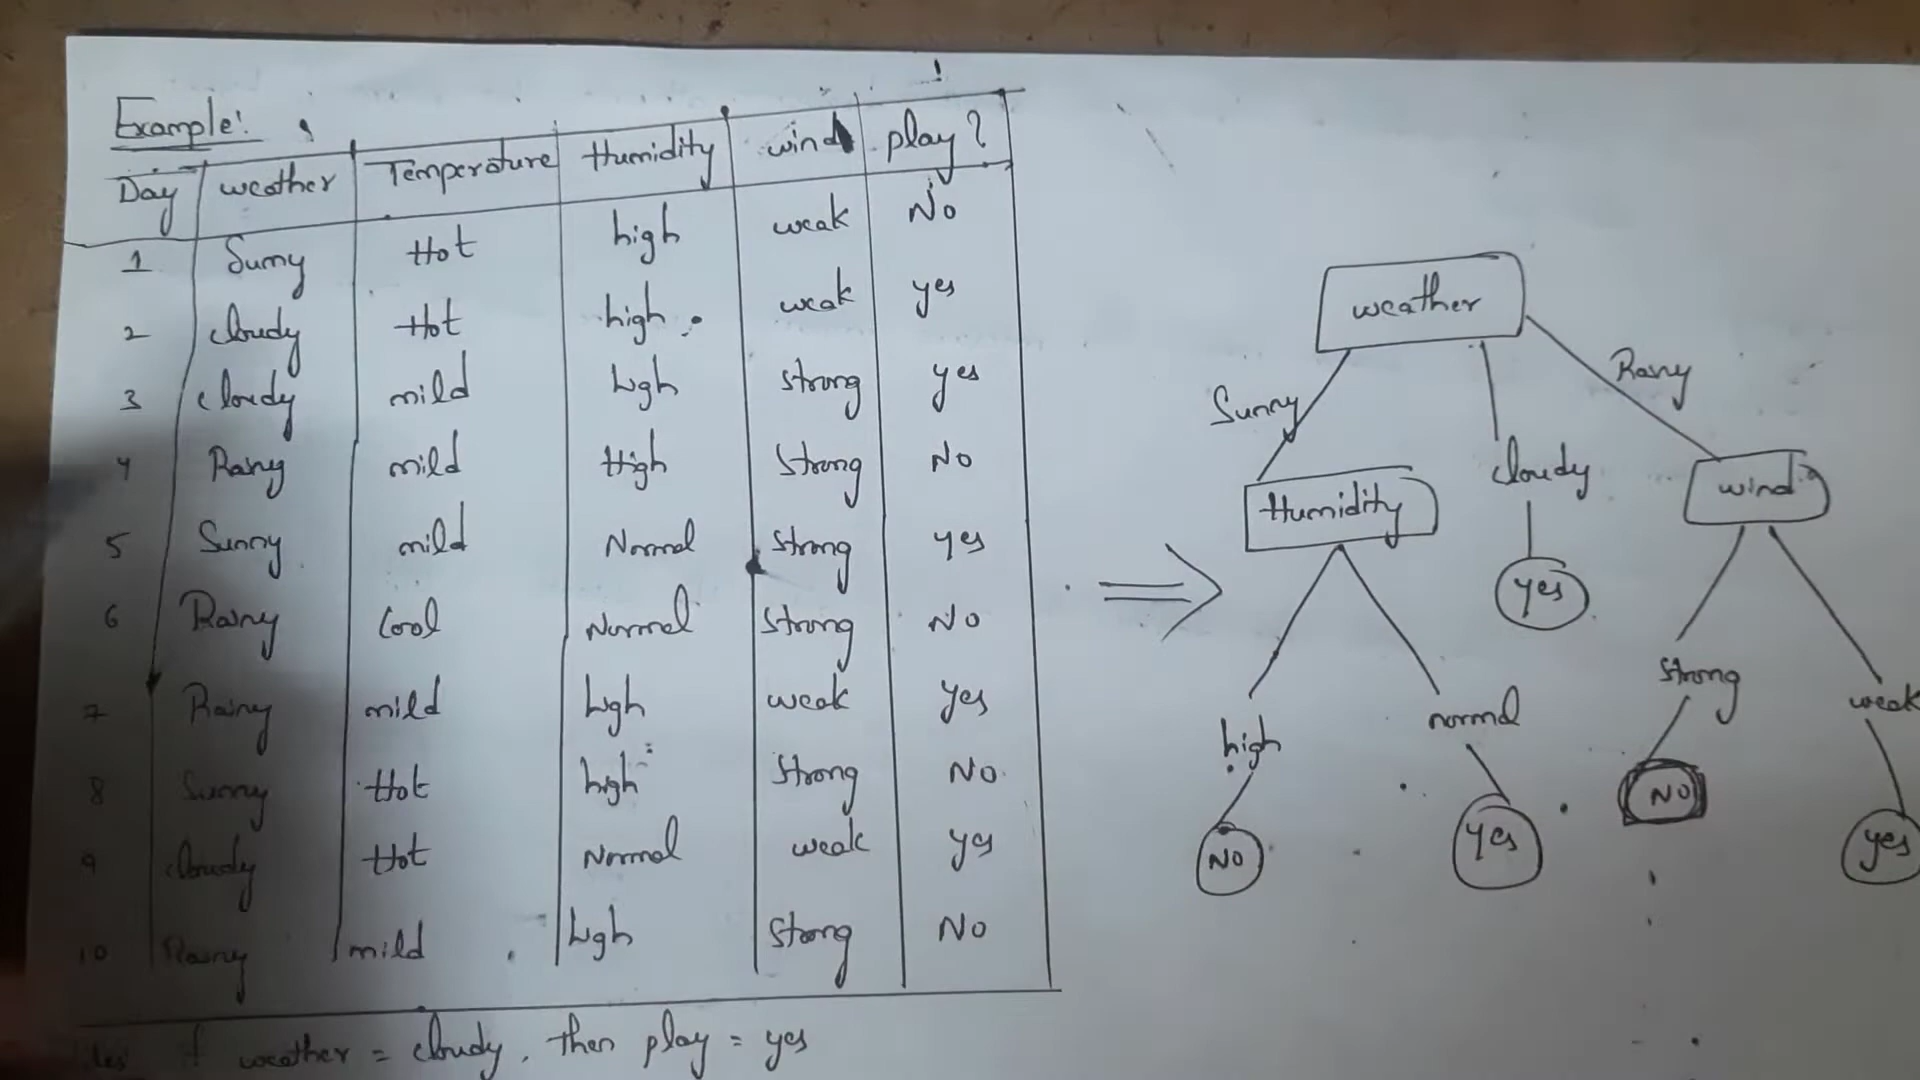 Example:
Day weather Temperature Humidity wind play?
1 Sunny Hot high weak No
2 cloudy Hot high weak yes
3 cloudy mild high strong yes
4 Rainy mild High Strong No
5 Sunny mild Normal Strong yes
6 Rainy Cool Normal Strong No
7 Rainy mild high weak yes
8 Sunny Hot high Strong No
9 cloudy Hot Normal weak yes
10 Rainy mild high Strong No
weather = cloudy, then play = yes
weather
Sunny
cloudy
Rainy
Humidity
yes
wind
high
normal
strong
weak
No
yes
No
yes